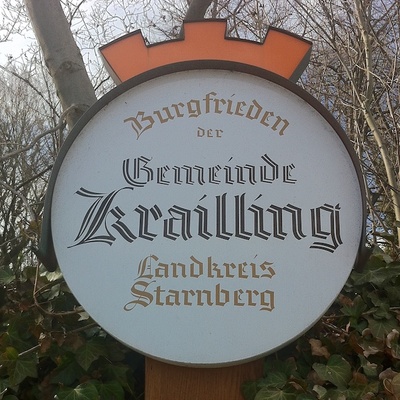 Burgfrieden
der
Gemeinde
Krailling
Landkreis
Starnberg